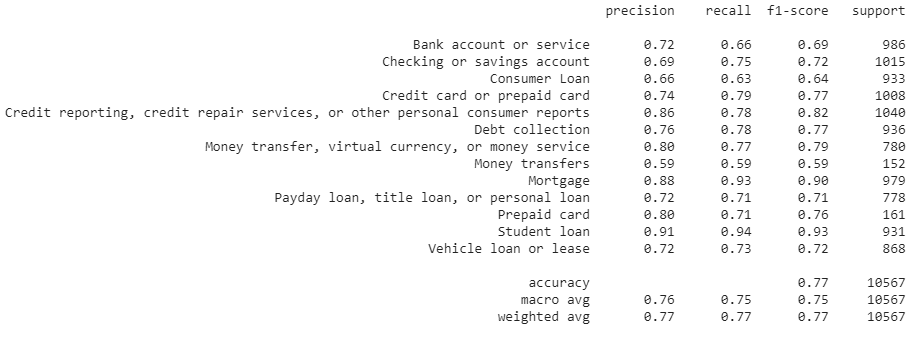 precision recall f1-score support
Bank account or service 0.72 0.66 0.69 986
Checking or savings account 0.69 0.75 0.72 1015
Consumer Loan 0.66 0.63 0.64 933
Credit card or prepaid card 0.74 0.79 0.77 1008
Credit reporting, credit repair services, or other personal consumer reports 0.86 0.78 0.82 1040
Debt collection 0.76 0.78 0.77 936
Money transfer, virtual currency, or money service 0.80 0.77 0.79 780
Money transfers 0.59 0.59 0.59 152
Mortgage 0.88 0.93 0.90 979
Payday loan, title loan, or personal loan 0.72 0.71 0.71 778
Prepaid card 0.80 0.71 0.76 161
Student loan 0.91 0.94 0.93 931
Vehicle loan or lease 0.72 0.73 0.72 868
accuracy 0.77 10567
macro avg 0.76 0.75 0.75 10567
weighted avg 0.77 0.77 0.77 10567